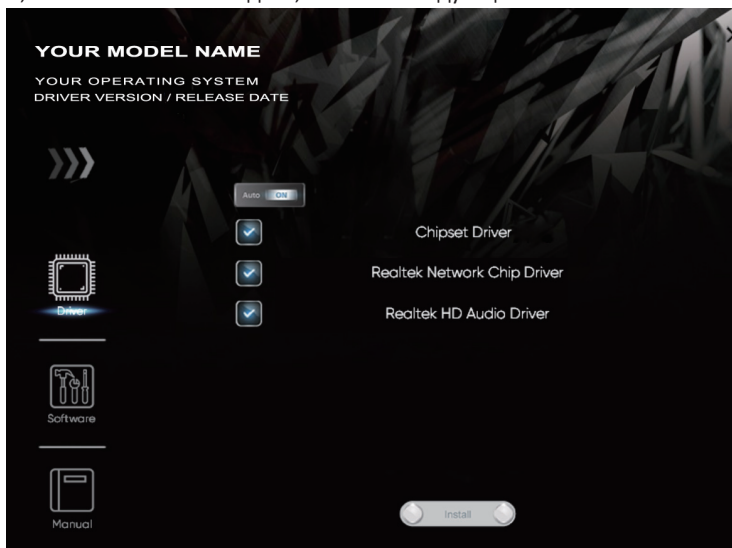 YOUR MODEL NAME
YOUR OPERATING SYSTEM
DRIVER VERSION / RELEASE DATE
Auto ON
Chipset Driver
Realtek Network Chip Driver
Realtek HD Audio Driver
Driver
Software
Manual
Install